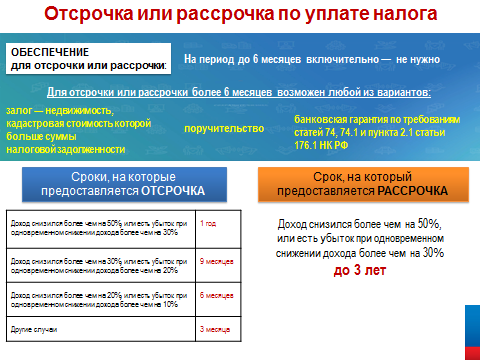 Отсрочка или рассрочка по уплате налога
ОБЕСПЕЧЕНИЕ
для отсрочки или рассрочки:
На период до 6 месяцев включительно — не нужно
Для отсрочки или рассрочки более 6 месяцев возможен любой из вариантов:
залог — недвижимость,
кадастровая стоимость которой
больше суммы
налоговой задолженности
поручительство
банковская гарантия по требованиям
статей 74, 74.1 и пункта 2.1 статьи
176.1 НК РФ
Сроки, на которые
предоставляется ОТСРОЧКА
Доход снизился более чем на 50%, или есть убыток при
одновременном снижении дохода более чем на 30%
1 год
Доход снизился более чем на 30%, или есть убыток при
одновременном снижении дохода более чем на 20%
9 месяцев
Доход снизился более чем на 20%, или есть убыток при
одновременном снижении дохода более чем на 10%
6 месяцев
Другие случаи
3 месяца
Срок, на который
предоставляется РАССРОЧКА
Доход снизился более чем на 50%,
или есть убыток при одновременном
снижении дохода более чем на 30%
до 3 лет